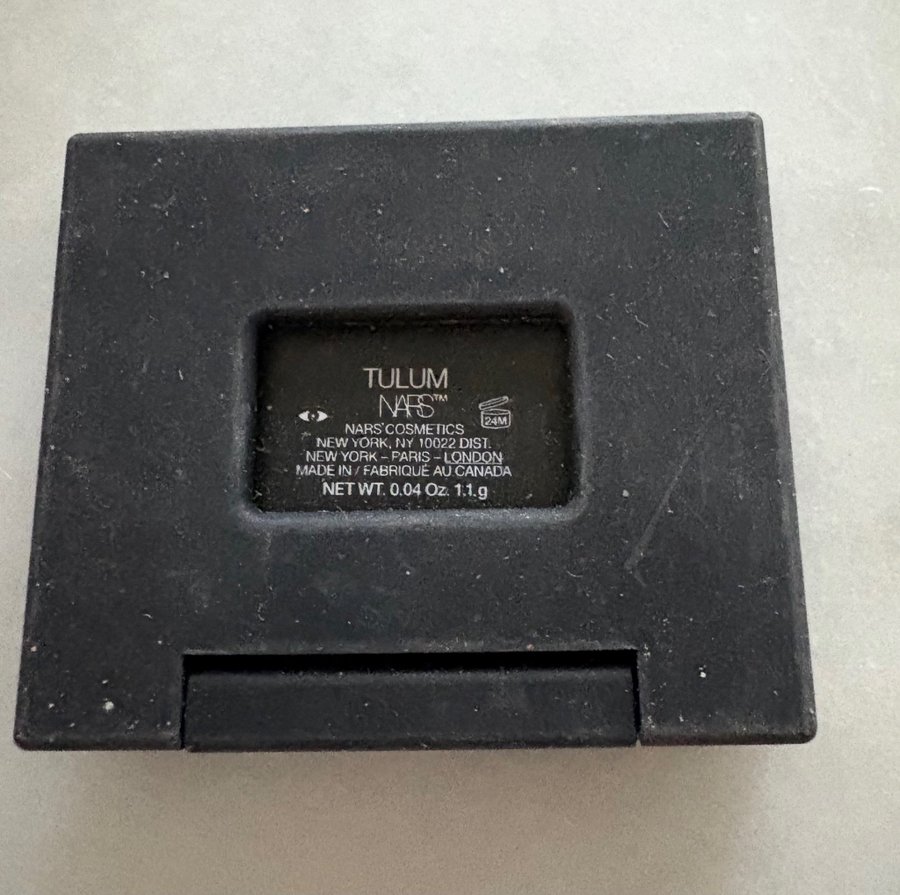 TULUM
NARS™
24M
NARS COSMETICS
NEW YORK, NY 10022 DIST.
NEW YORK – PARIS – LONDON
MADE IN / FABRIQUÉ AU CANADA
NET WT. 0.04 Oz. 1.1 g